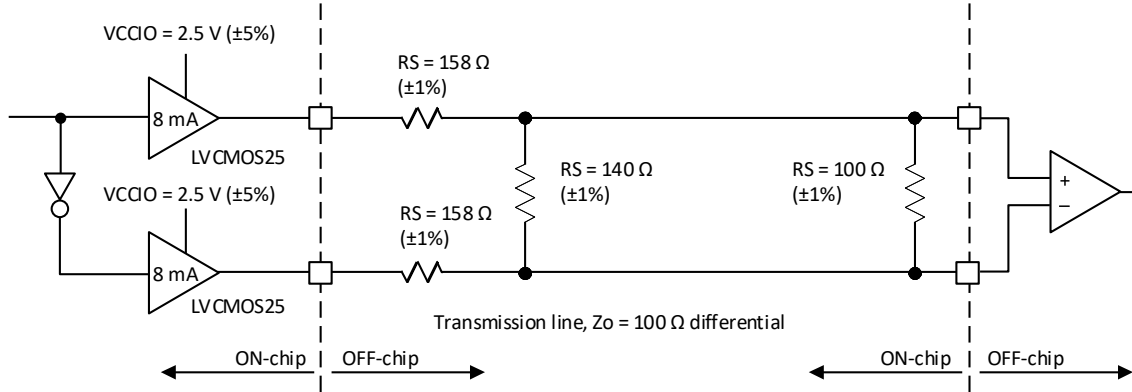 VCCIO = 2.5 V (±5%)
RS = 158 Ω
(±1%)
8 mA
LVCMOS25
RS = 140 Ω
(±1%)
RS = 100 Ω
(±1%)
+
−
VCCIO = 2.5 V (±5%)
RS = 158 Ω
(±1%)
8 mA
LVCMOS25
Transmission line, Zo = 100 Ω differential
ON-chip
OFF-chip
ON-chip
OFF-chip